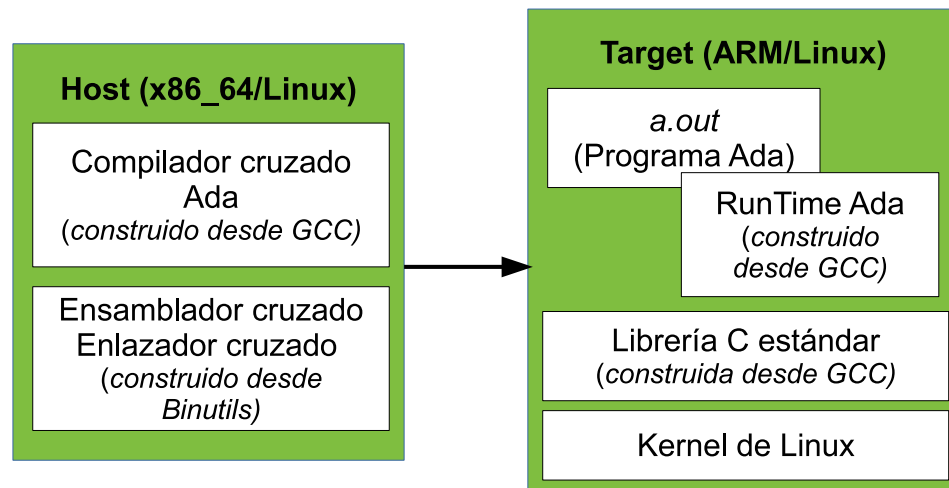 Host (x86_64/Linux)
Compilador cruzado
Ada
(construido desde GCC)
Ensamblador cruzado
Enlazador cruzado
(construido desde
Binutils)
Target (ARM/Linux)
a.out
(Programa Ada)
RunTime Ada
(construido
desde GCC)
Librería C estándar
(construida desde GCC)
Kernel de Linux